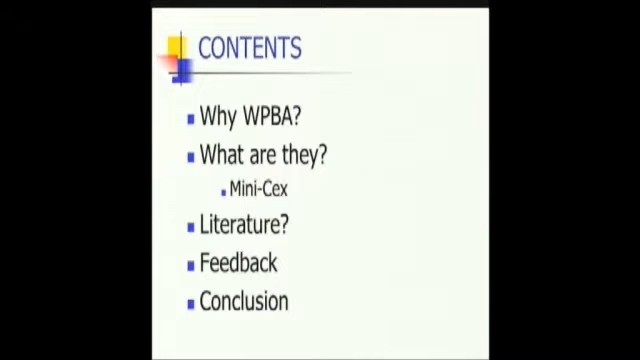 CONTENTS
Why WPBA?
What are they?
Mini-Cex
Literature?
Feedback
Conclusion